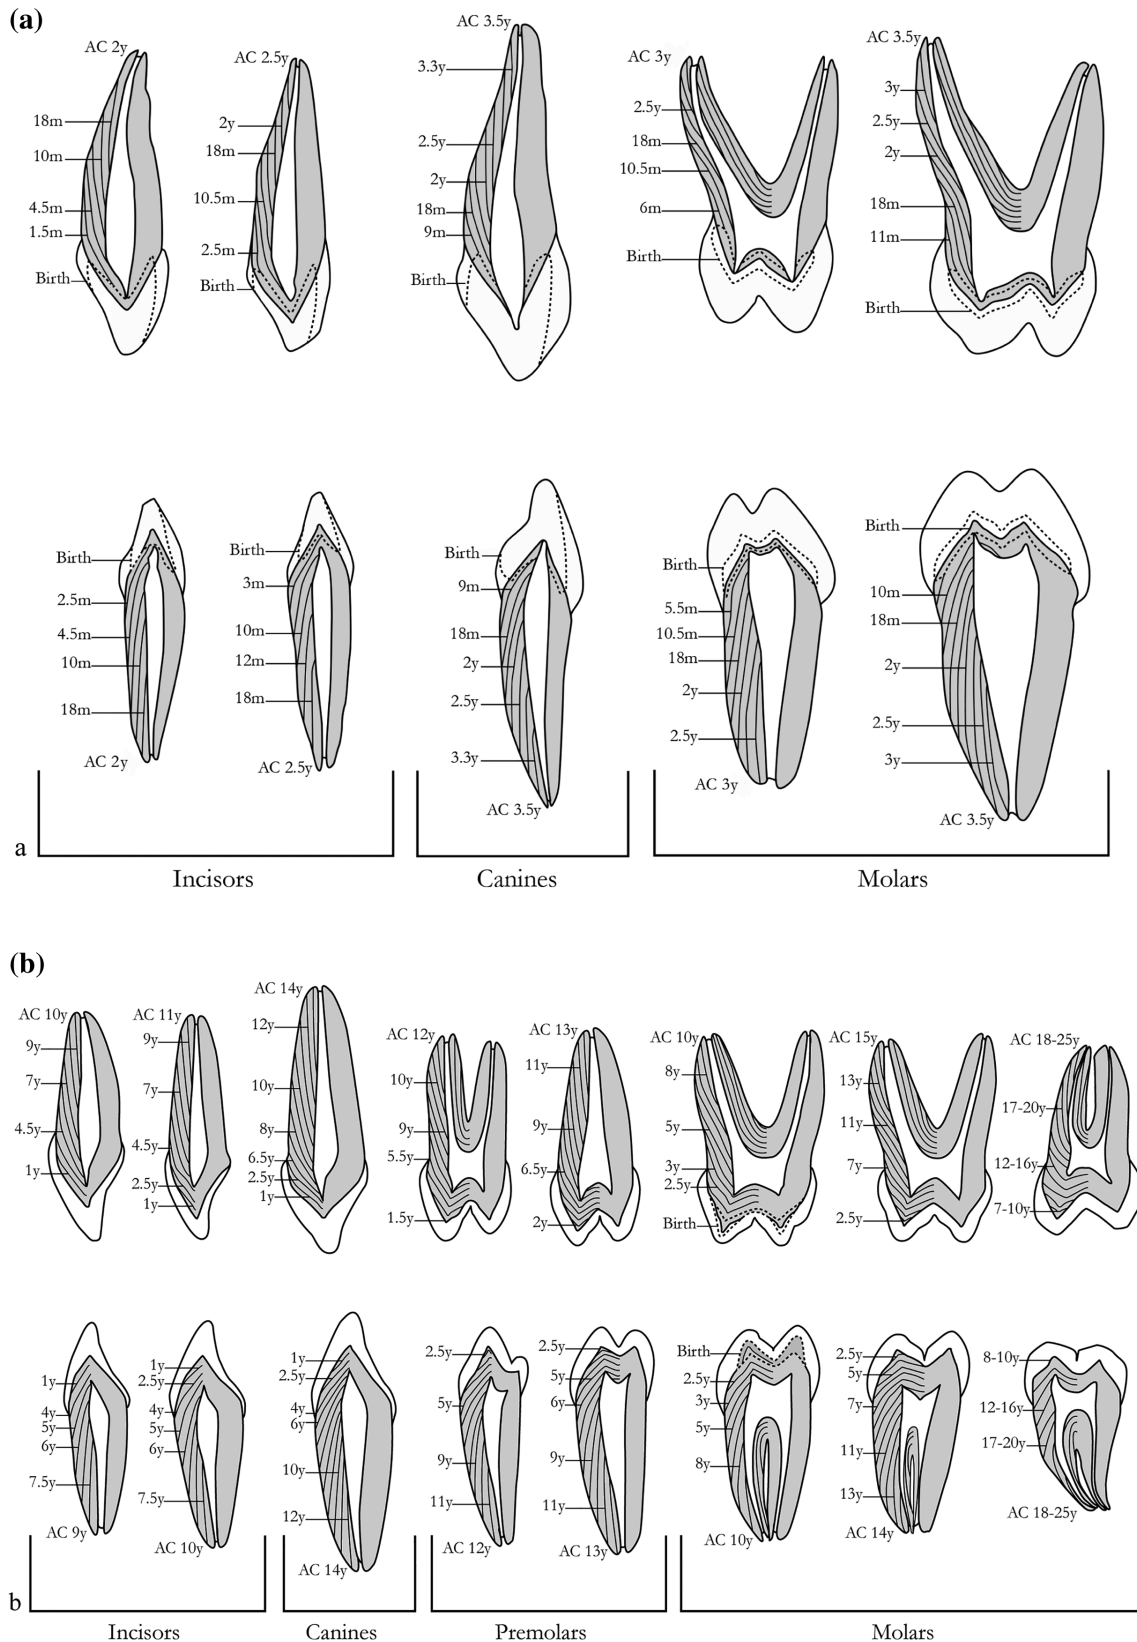 (a)
AC 2y
18m
10m
4.5m
1.5m
Birth
AC 2.5y
2y
18m
10.5m
2.5m
Birth
AC 3.5y
3.3y
2.5y
2y
18m
9m
Birth
AC 3y
2.5y
18m
10.5m
6m
Birth
AC 3.5y
3y
2.5y
2y
18m
11m
Birth
Birth
2.5m
4.5m
10m
18m
AC 2y
Birth
3m
10m
12m
18m
AC 2.5y
Birth
9m
18m
2y
2.5y
3.3y
AC 3.5y
Birth
5.5m
10.5m
18m
2y
2.5y
AC 3y
Birth
10m
18m
2y
2.5y
3y
AC 3.5y
a
Incisors
Canines
Molars
(b)
AC 10y
9y
7y
4.5y
1y
AC 11y
9y
7y
4.5y
2.5y
1y
AC 14y
12y
10y
8y
6.5y
2.5y
1y
AC 12y
10y
9y
5.5y
1.5y
AC 13y
11y
9y
6.5y
2y
AC 10y
8y
5y
3y
2.5y
Birth
AC 15y
13y
11y
7y
2.5y
AC 18-25y
17-20y
12-16y
7-10y
1y
4y
5y
6y
7.5y
AC 9y
1y
2.5y
4y
5y
6y
7.5y
AC 10y
1y
2.5y
4y
6y
10y
12y
AC 14y
2.5y
5y
9y
11y
AC 12y
2.5y
5y
6y
9y
11y
AC 13y
Birth
2.5y
3y
5y
8y
AC 10y
2.5y
5y
7y
11y
13y
AC 14y
8-10y
12-16y
17-20y
AC 18-25y
b
Incisors
Canines
Premolars
Molars